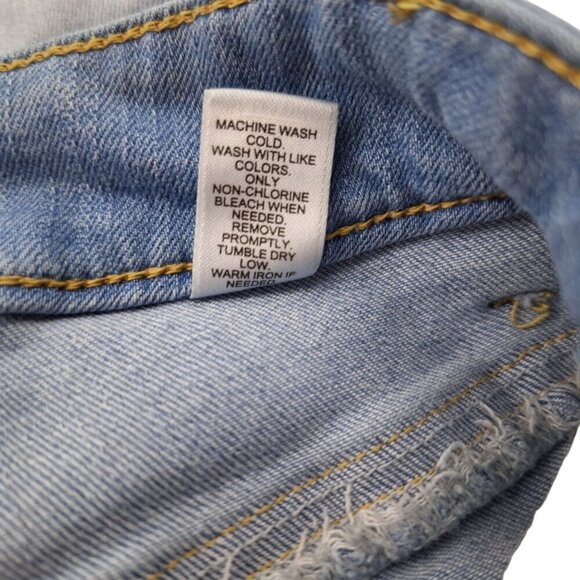 MACHINE WASH
COLD.
WASH WITH LIKE
COLORS.
ONLY
NON-CHLORINE
BLEACH WHEN
NEEDED.
REMOVE
PROMPTLY.
TUMBLE DRY
LOW.
WARM IRON IF
NEEDED.